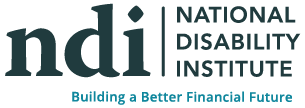 ndi
NATIONAL
DISABILITY
INSTITUTE
Building a Better Financial Future